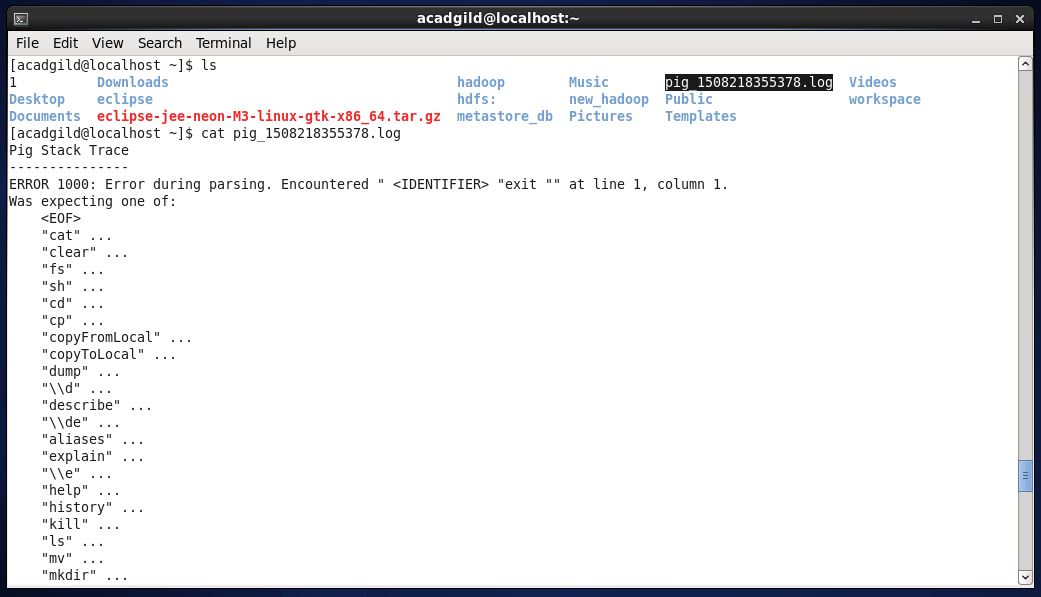 acadgild@localhost:~
File Edit View Search Terminal Help
[acadgild@localhost ~]$ ls
1 Downloads hadoop Music pig_1508218355378.log Videos
Desktop eclipse hdfs: new_hadoop Public workspace
Documents eclipse-jee-neon-M3-linux-gtk-x86_64.tar.gz metastore_db Pictures Templates
[acadgild@localhost ~]$ cat pig_1508218355378.log
Pig Stack Trace
---------------
ERROR 1000: Error during parsing. Encountered " <IDENTIFIER> "exit "" at line 1, column 1.
Was expecting one of:
    <EOF>
    "cat" ...
    "clear" ...
    "fs" ...
    "sh" ...
    "cd" ...
    "cp" ...
    "copyFromLocal" ...
    "copyToLocal" ...
    "dump" ...
    "\\d" ...
    "describe" ...
    "\\de" ...
    "aliases" ...
    "explain" ...
    "\\e" ...
    "help" ...
    "history" ...
    "kill" ...
    "ls" ...
    "mv" ...
    "mkdir" ...